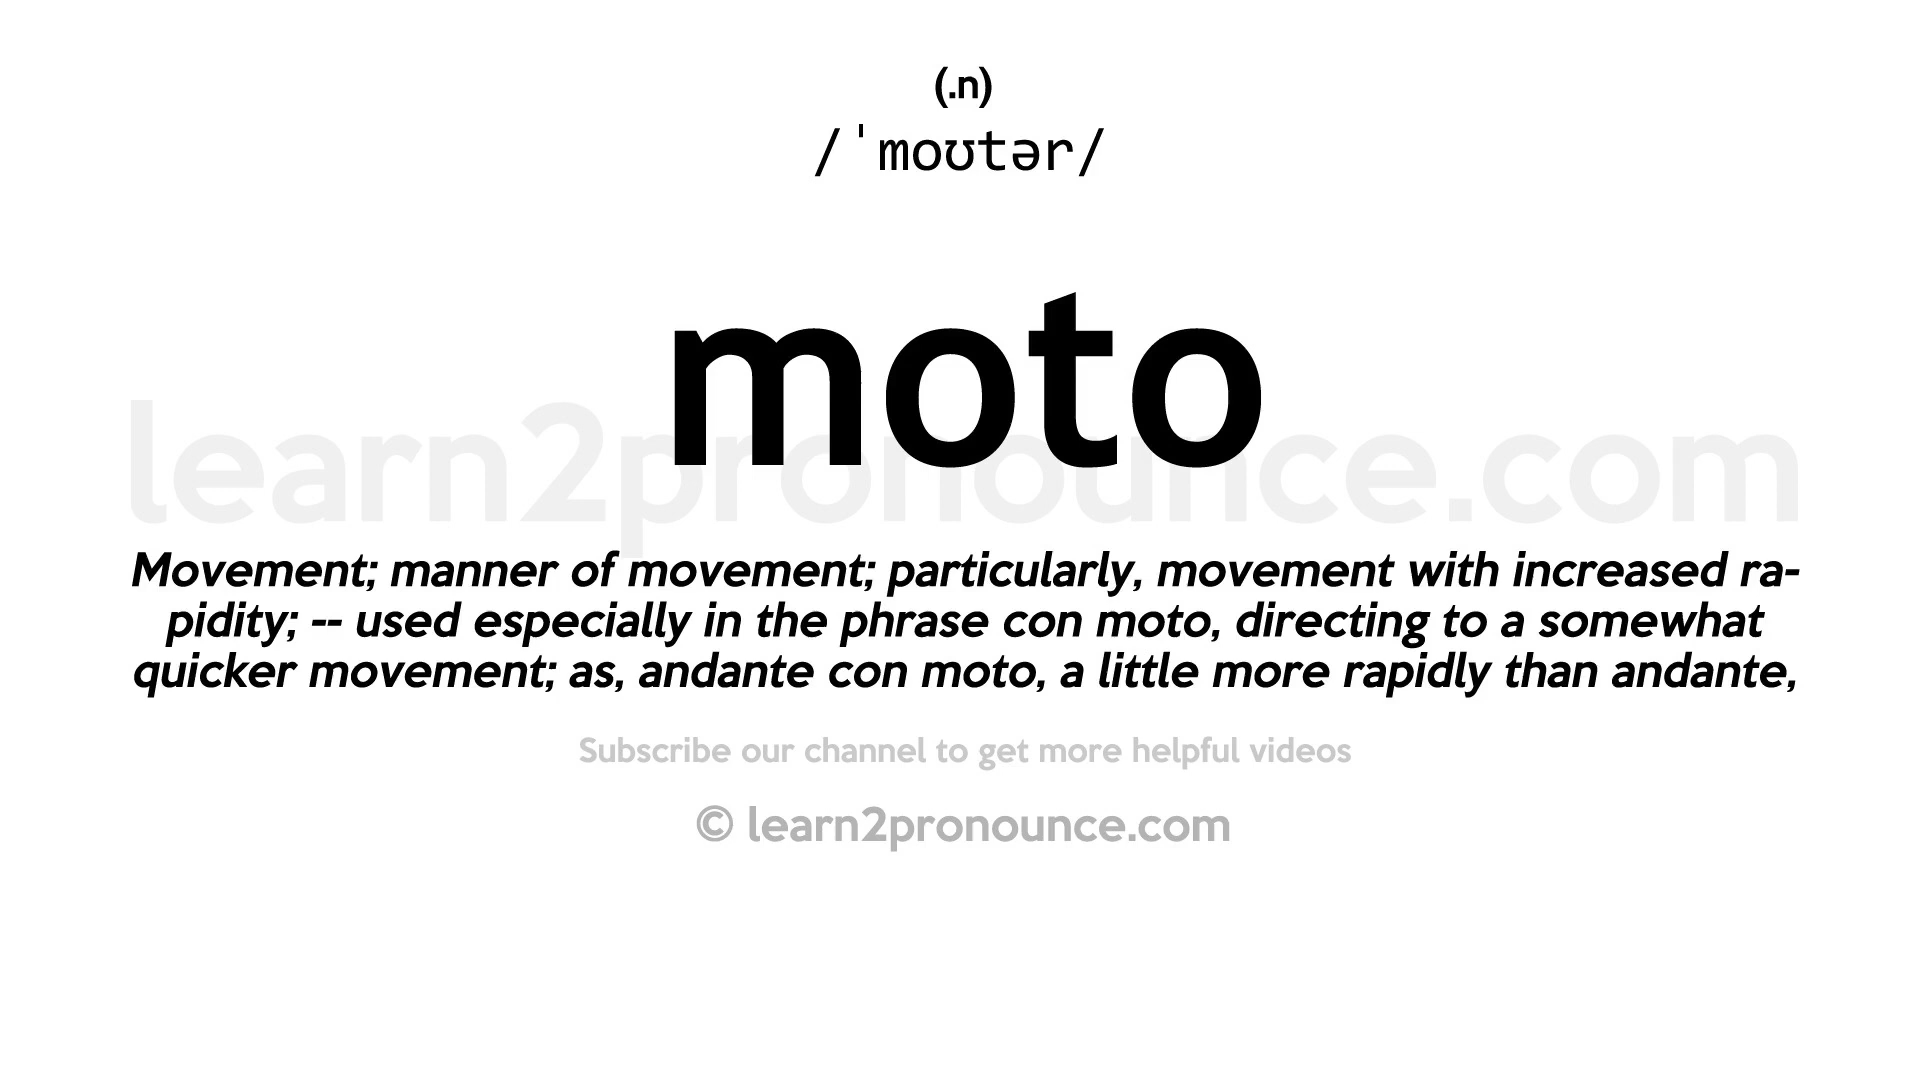 (.n)
/ˈmoʊtər/
moto
learn2pronounce.com
Movement; manner of movement; particularly, movement with increased ra-
pidity; -- used especially in the phrase con moto, directing to a somewhat
quicker movement; as, andante con moto, a little more rapidly than andante,
Subscribe our channel to get more helpful videos
© learn2pronounce.com